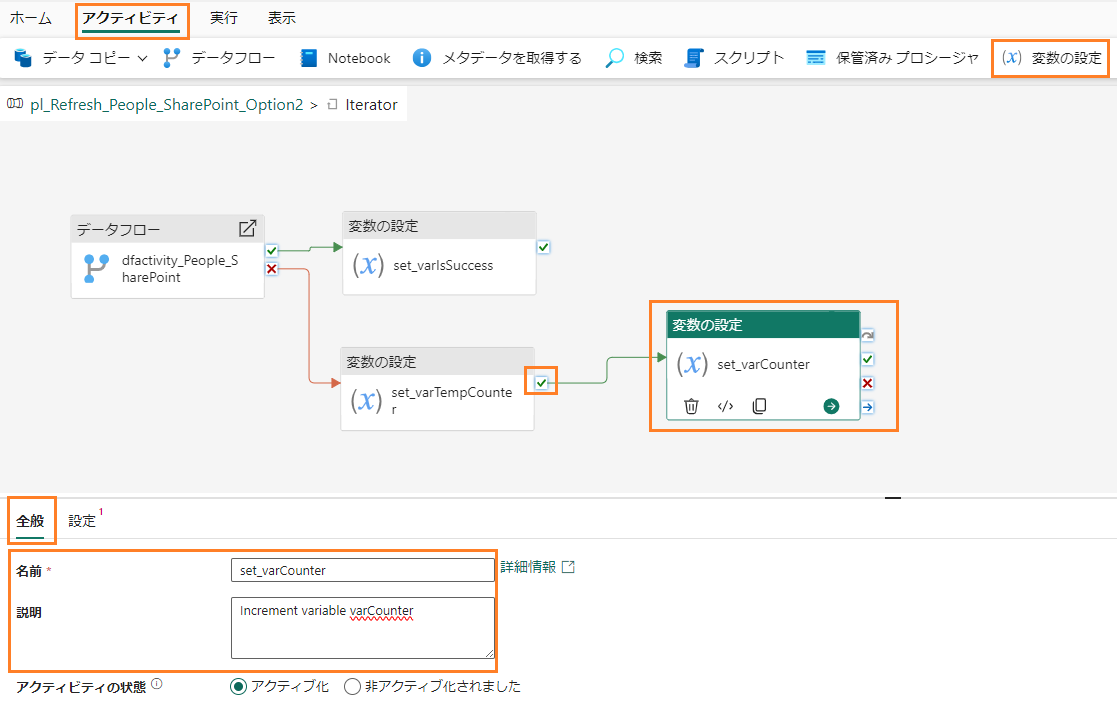 ホーム アクティビティ 実行 表示
データ コピー データフロー Notebook メタデータを取得する 検索 スクリプト 保管済み プロシージャ (x) 変数の設定
pl_Refresh_People_SharePoint_Option2 > Iterator
データフロー
dfactivity_People_S
harePoint
変数の設定
(x) set_varIsSuccess
変数の設定
(x) set_varTempCounte
r
変数の設定
(x) set_varCounter
全般 設定 1
名前 * set_varCounter 詳細情報
説明 Increment variable varCounter
アクティビティの状態 アクティブ化 非アクティブ化されました